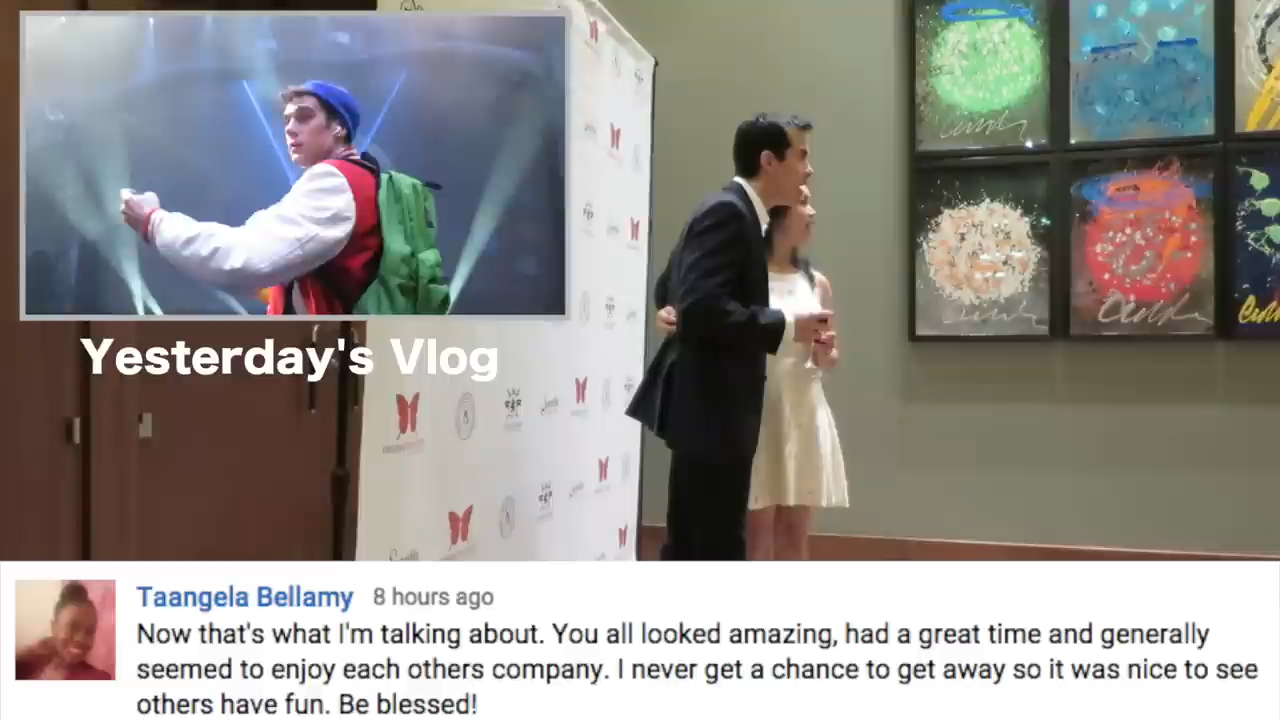 Yesterday's Vlog
Taangela Bellamy 8 hours ago
Now that's what I'm talking about. You all looked amazing, had a great time and generally
seemed to enjoy each others company. I never get a chance to get away so it was nice to see
others have fun. Be blessed!